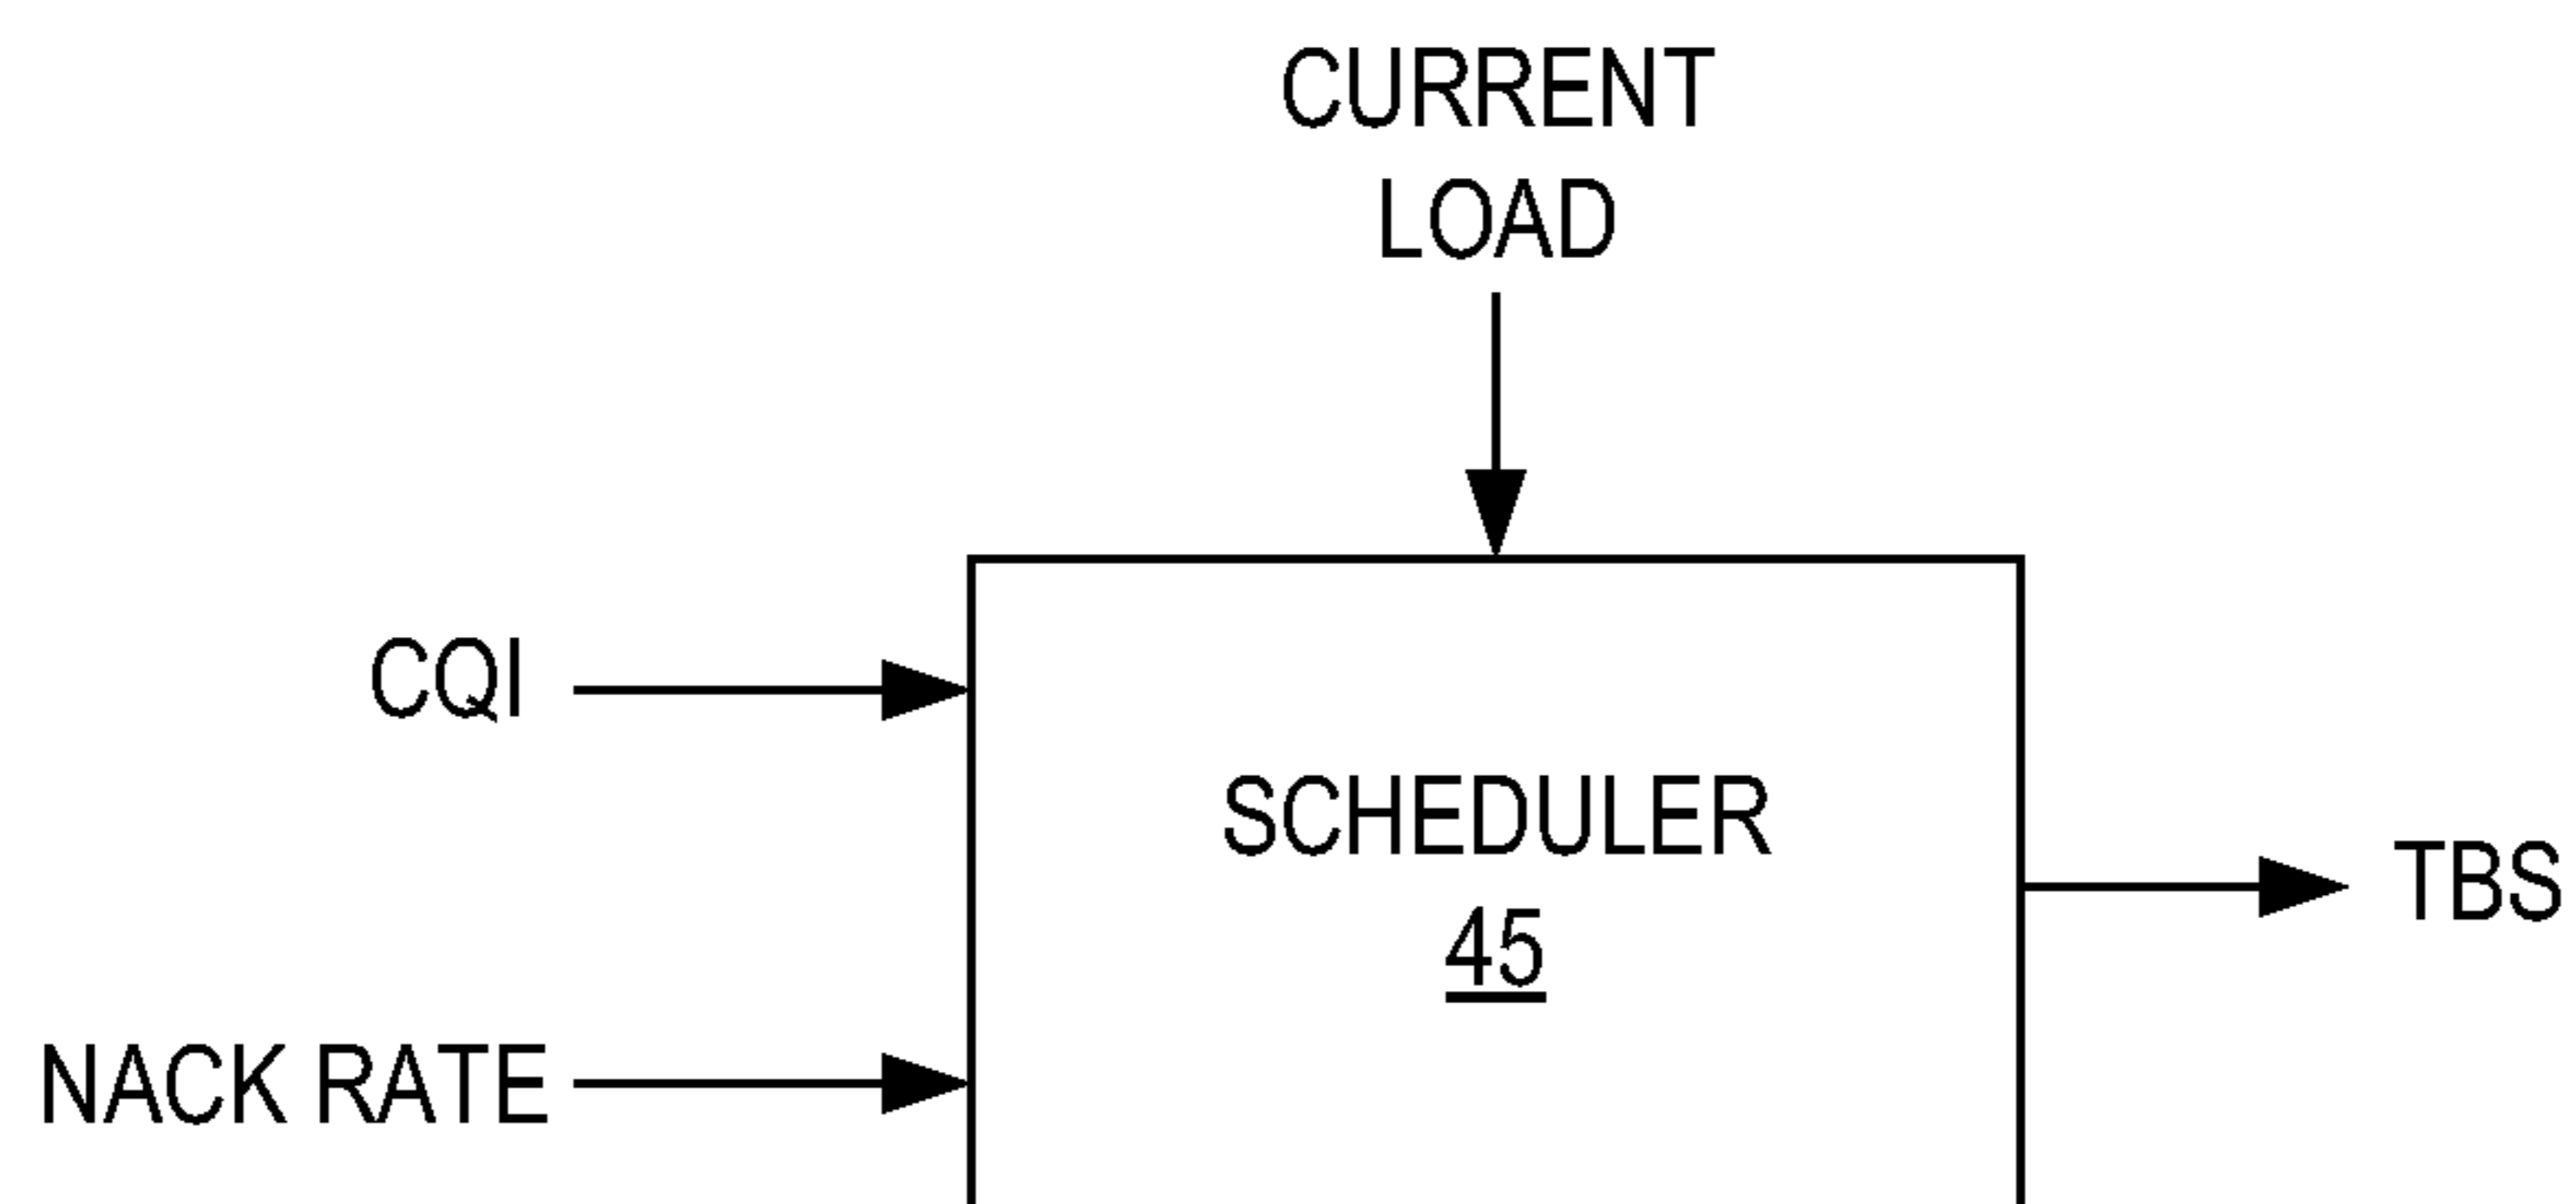 CURRENT
LOAD
CQI
SCHEDULER
45
TBS
NACK RATE